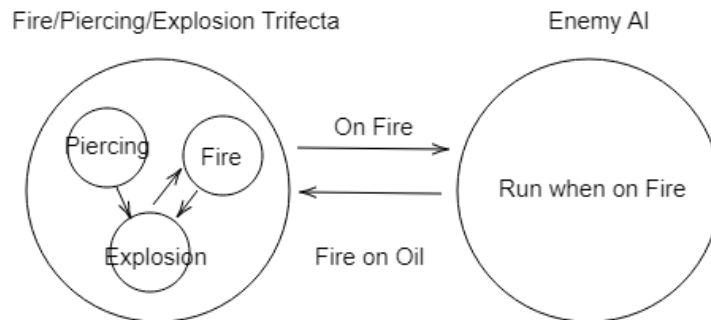 Fire/Piercing/Explosion Trifecta
Enemy AI
Piercing
Fire
Explosion
On Fire
Fire on Oil
Run when on Fire